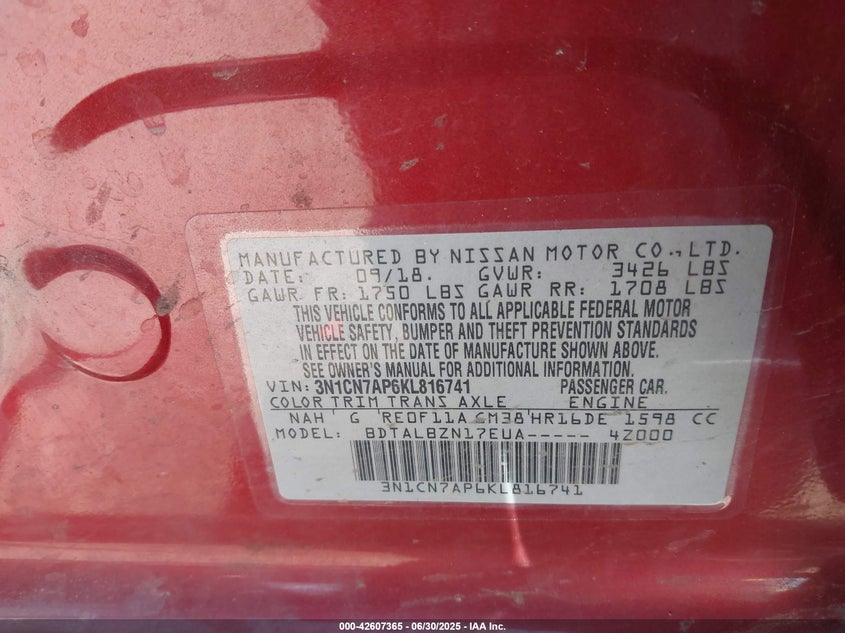 MANUFACTURED BY NISSAN MOTOR CO., LTD.
DATE: 09/18. GVWR: 3426 LBS
GAWR FR: 1750 LBS GAWR RR: 1708 LBS
THIS VEHICLE CONFORMS TO ALL APPLICABLE FEDERAL MOTOR
VEHICLE SAFETY, BUMPER AND THEFT PREVENTION STANDARDS
IN EFFECT ON THE DATE OF MANUFACTURE SHOWN ABOVE.
SEE OWNER'S MANUAL FOR ADDITIONAL INFORMATION.
VIN: 3N1CN7AP6KL816741 PASSENGER CAR.
COLOR TRIM TRANS AXLE ENGINE
NAH G RE0F11A GM38 HR16DE 1598 CC
MODEL: BDTALBZN17EUA----- 4Z000
3N1CN7AP6KL816741
000-42607365 | 06/30/2025 - IAA Inc.